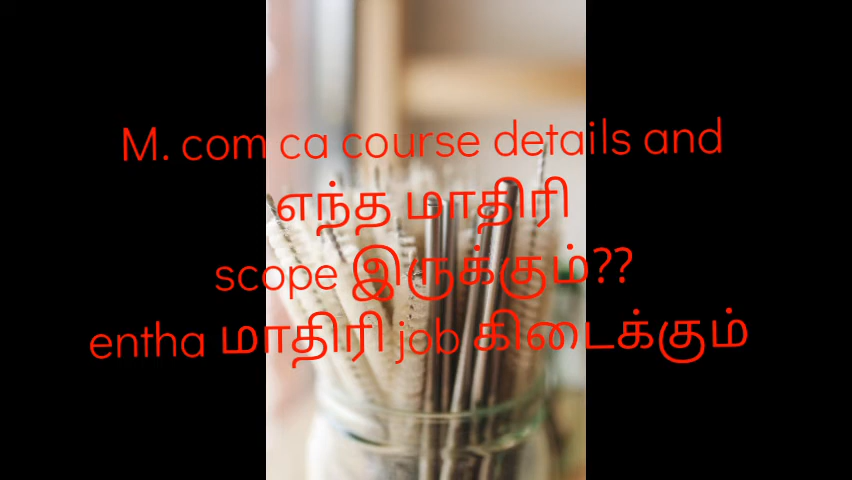 M. com ca course details and
எந்த மாதிரி
scope இருக்கும்??
entha மாதிரி job கிடைக்கும்